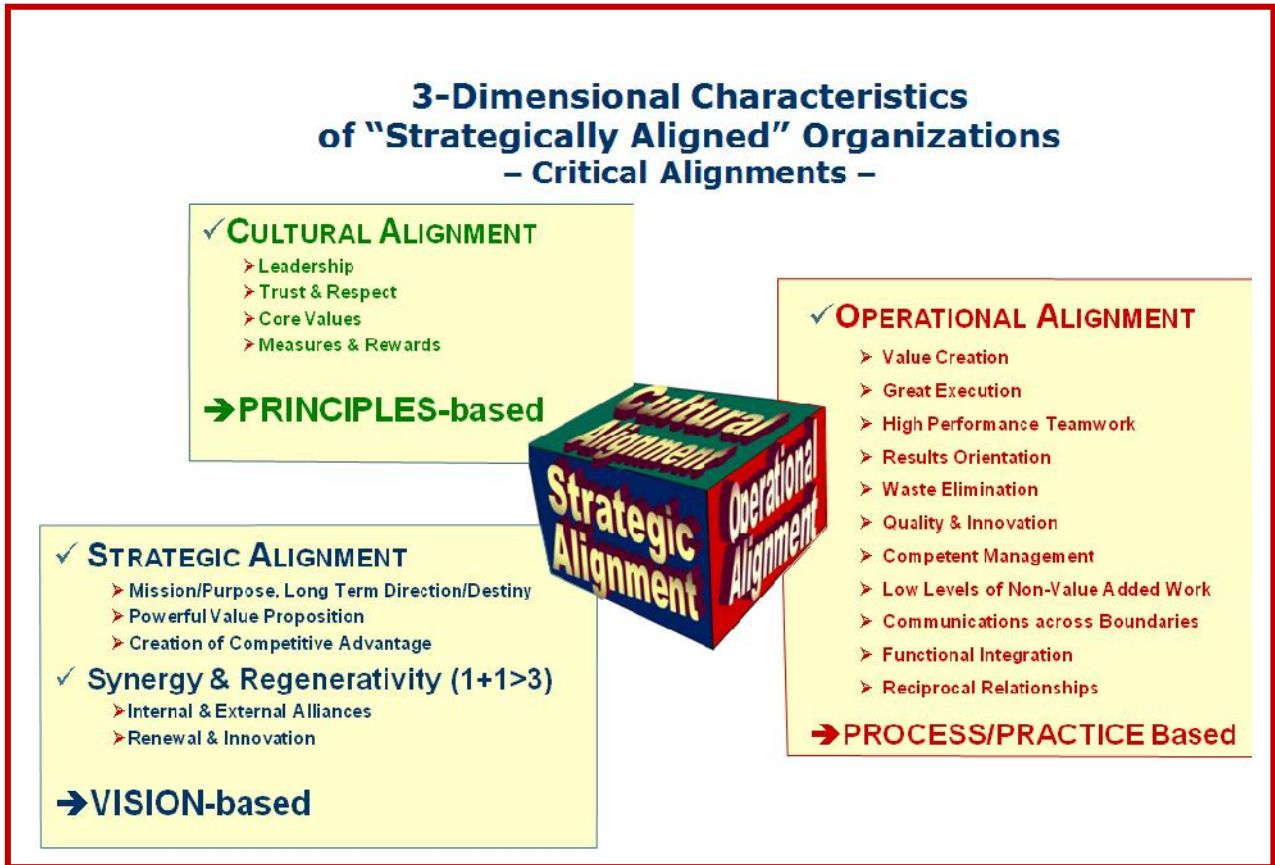 3-Dimensional Characteristics
of “Strategically Aligned” Organizations
– Critical Alignments –
✓CULTURAL ALIGNMENT
➢Leadership
➢Trust & Respect
➢Core Values
➢Measures & Rewards
➔PRINCIPLES-based
✓ STRATEGIC ALIGNMENT
➢Mission/Purpose, Long Term Direction/Destiny
➢Powerful Value Proposition
➢Creation of Competitive Advantage
✓ Synergy & Regenerativity (1+1>3)
➢Internal & External Alliances
➢Renewal & Innovation
➔VISION-based
Cultural
Alignment
Strategic
Alignment
Operational
Alignment
✓OPERATIONAL ALIGNMENT
➢ Value Creation
➢ Great Execution
➢ High Performance Teamwork
➢ Results Orientation
➢ Waste Elimination
➢ Quality & Innovation
➢ Competent Management
➢ Low Levels of Non-Value Added Work
➢ Communications across Boundaries
➢ Functional Integration
➢ Reciprocal Relationships
➔PROCESS/PRACTICE Based